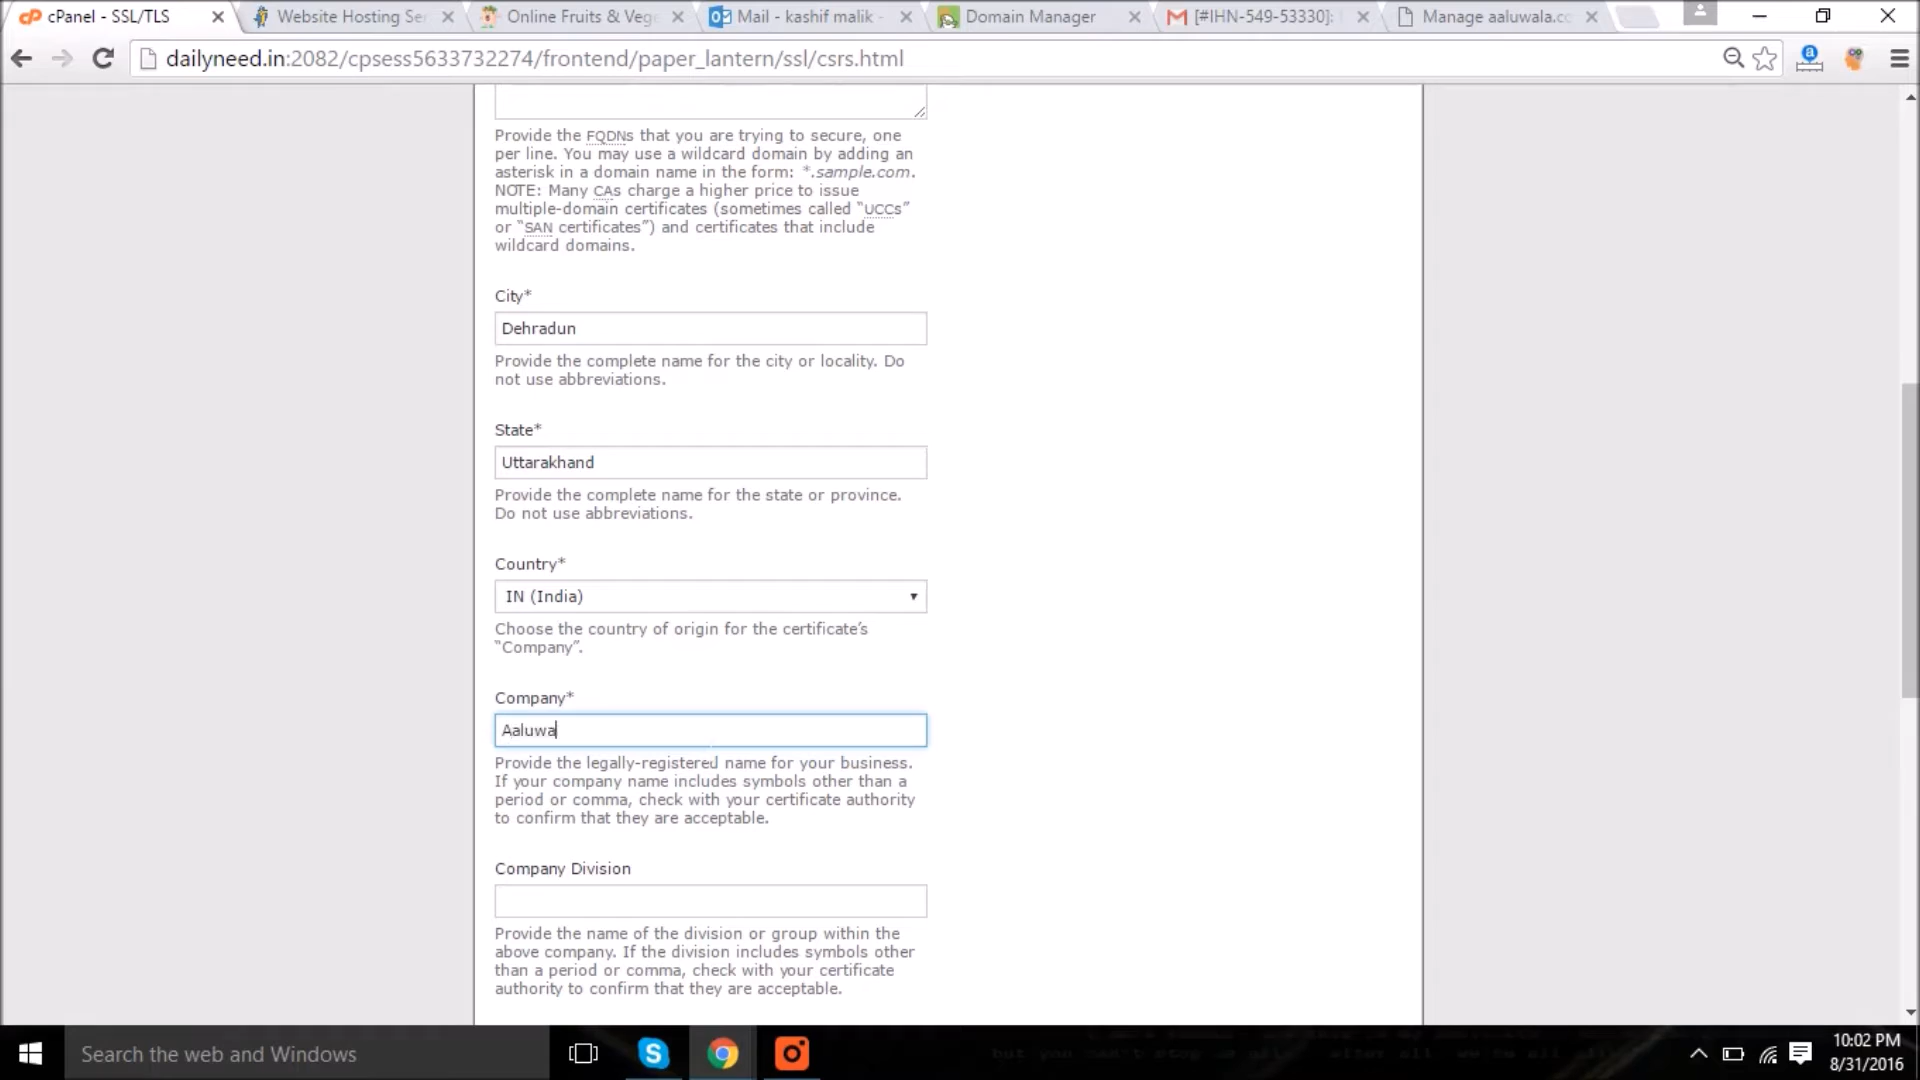 cPanel - SSL/TLS
Website Hosting Ser
Online Fruits & Vege
Mail - kashif malik -
Domain Manager
[#IHN-549-53330]:
Manage aaluwala.co
dailyneed.in:2082/cpsess5633732274/frontend/paper_lantern/ssl/csrs.html
Provide the FQDNs that you are trying to secure, one
per line. You may use a wildcard domain by adding an
asterisk in a domain name in the form: *.sample.com.
NOTE: Many CAs charge a higher price to issue
multiple-domain certificates (sometimes called “UCCs”
or “SAN certificates”) and certificates that include
wildcard domains.
City*
Dehradun
Provide the complete name for the city or locality. Do
not use abbreviations.
State*
Uttarakhand
Provide the complete name for the state or province.
Do not use abbreviations.
Country*
IN (India)
Choose the country of origin for the certificate’s
“Company”.
Company*
Aaluwa
Provide the legally-registered name for your business.
If your company name includes symbols other than a
period or comma, check with your certificate authority
to confirm that they are acceptable.
Company Division
Provide the name of the division or group within the
above company. If the division includes symbols other
than a period or comma, check with your certificate
authority to confirm that they are acceptable.
Search the web and Windows
10:02 PM
8/31/2016